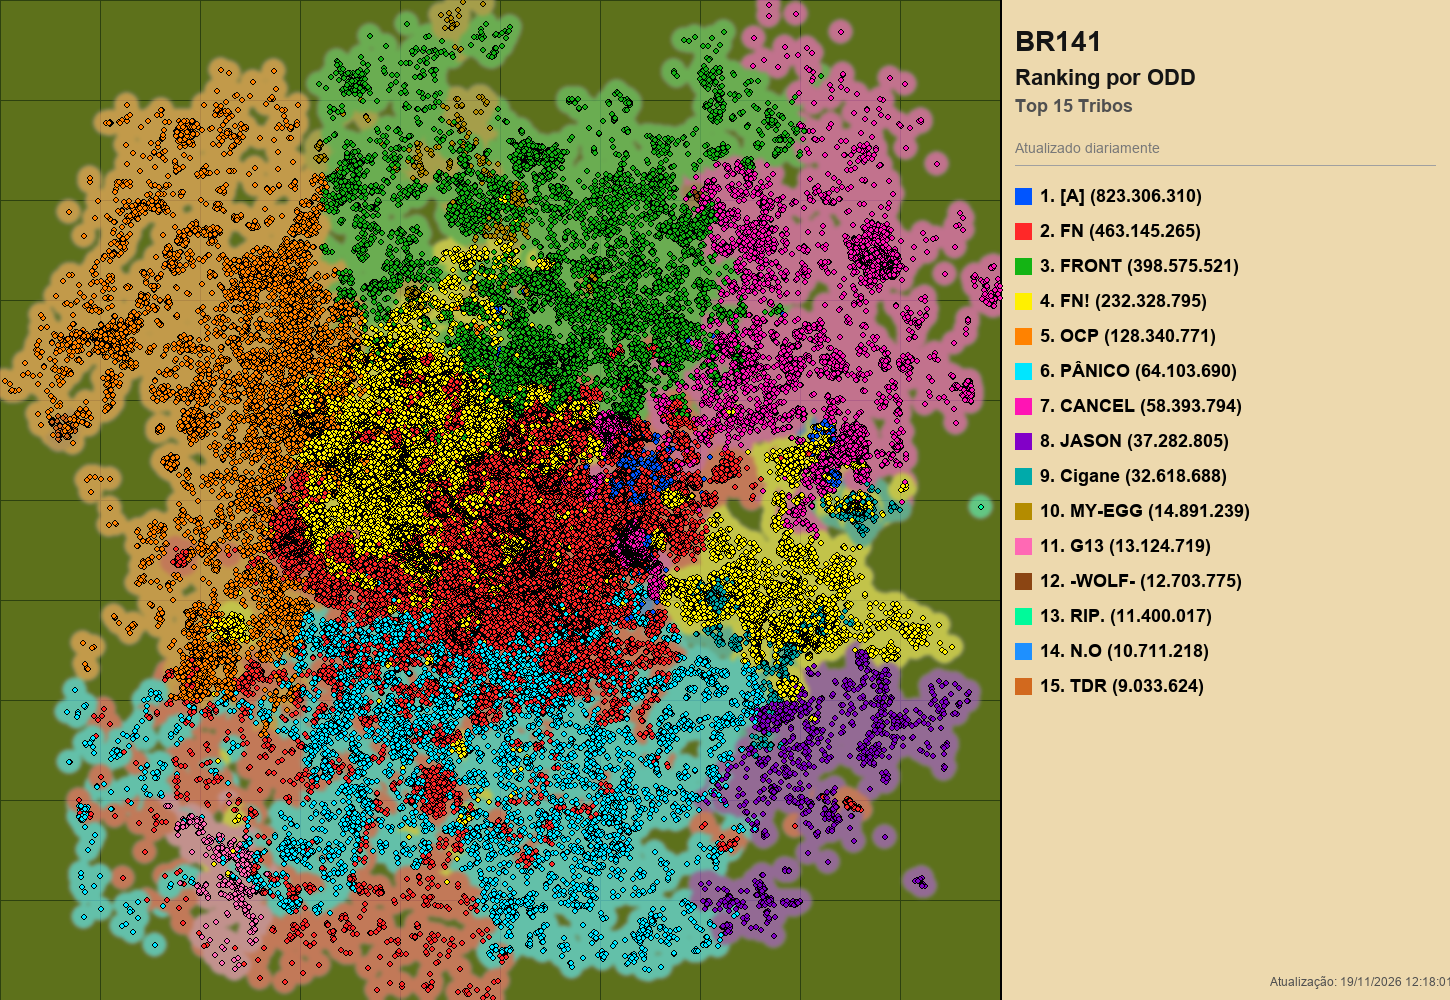 BR141
Ranking por ODD
Top 15 Tribos
Atualizado diariamente
1. [A] (823.306.310)
2. FN (463.145.265)
3. FRONT (398.575.521)
4. FN! (232.328.795)
5. OCP (128.340.771)
6. PÂNICO (64.103.690)
7. CANCEL (58.393.794)
8. JASON (37.282.805)
9. Cigane (32.618.688)
10. MY-EGG (14.891.239)
11. G13 (13.124.719)
12. -WOLF- (12.703.775)
13. RIP. (11.400.017)
14. N.O (10.711.218)
15. TDR (9.033.624)
Atualização: 19/11/2026 12:18:01